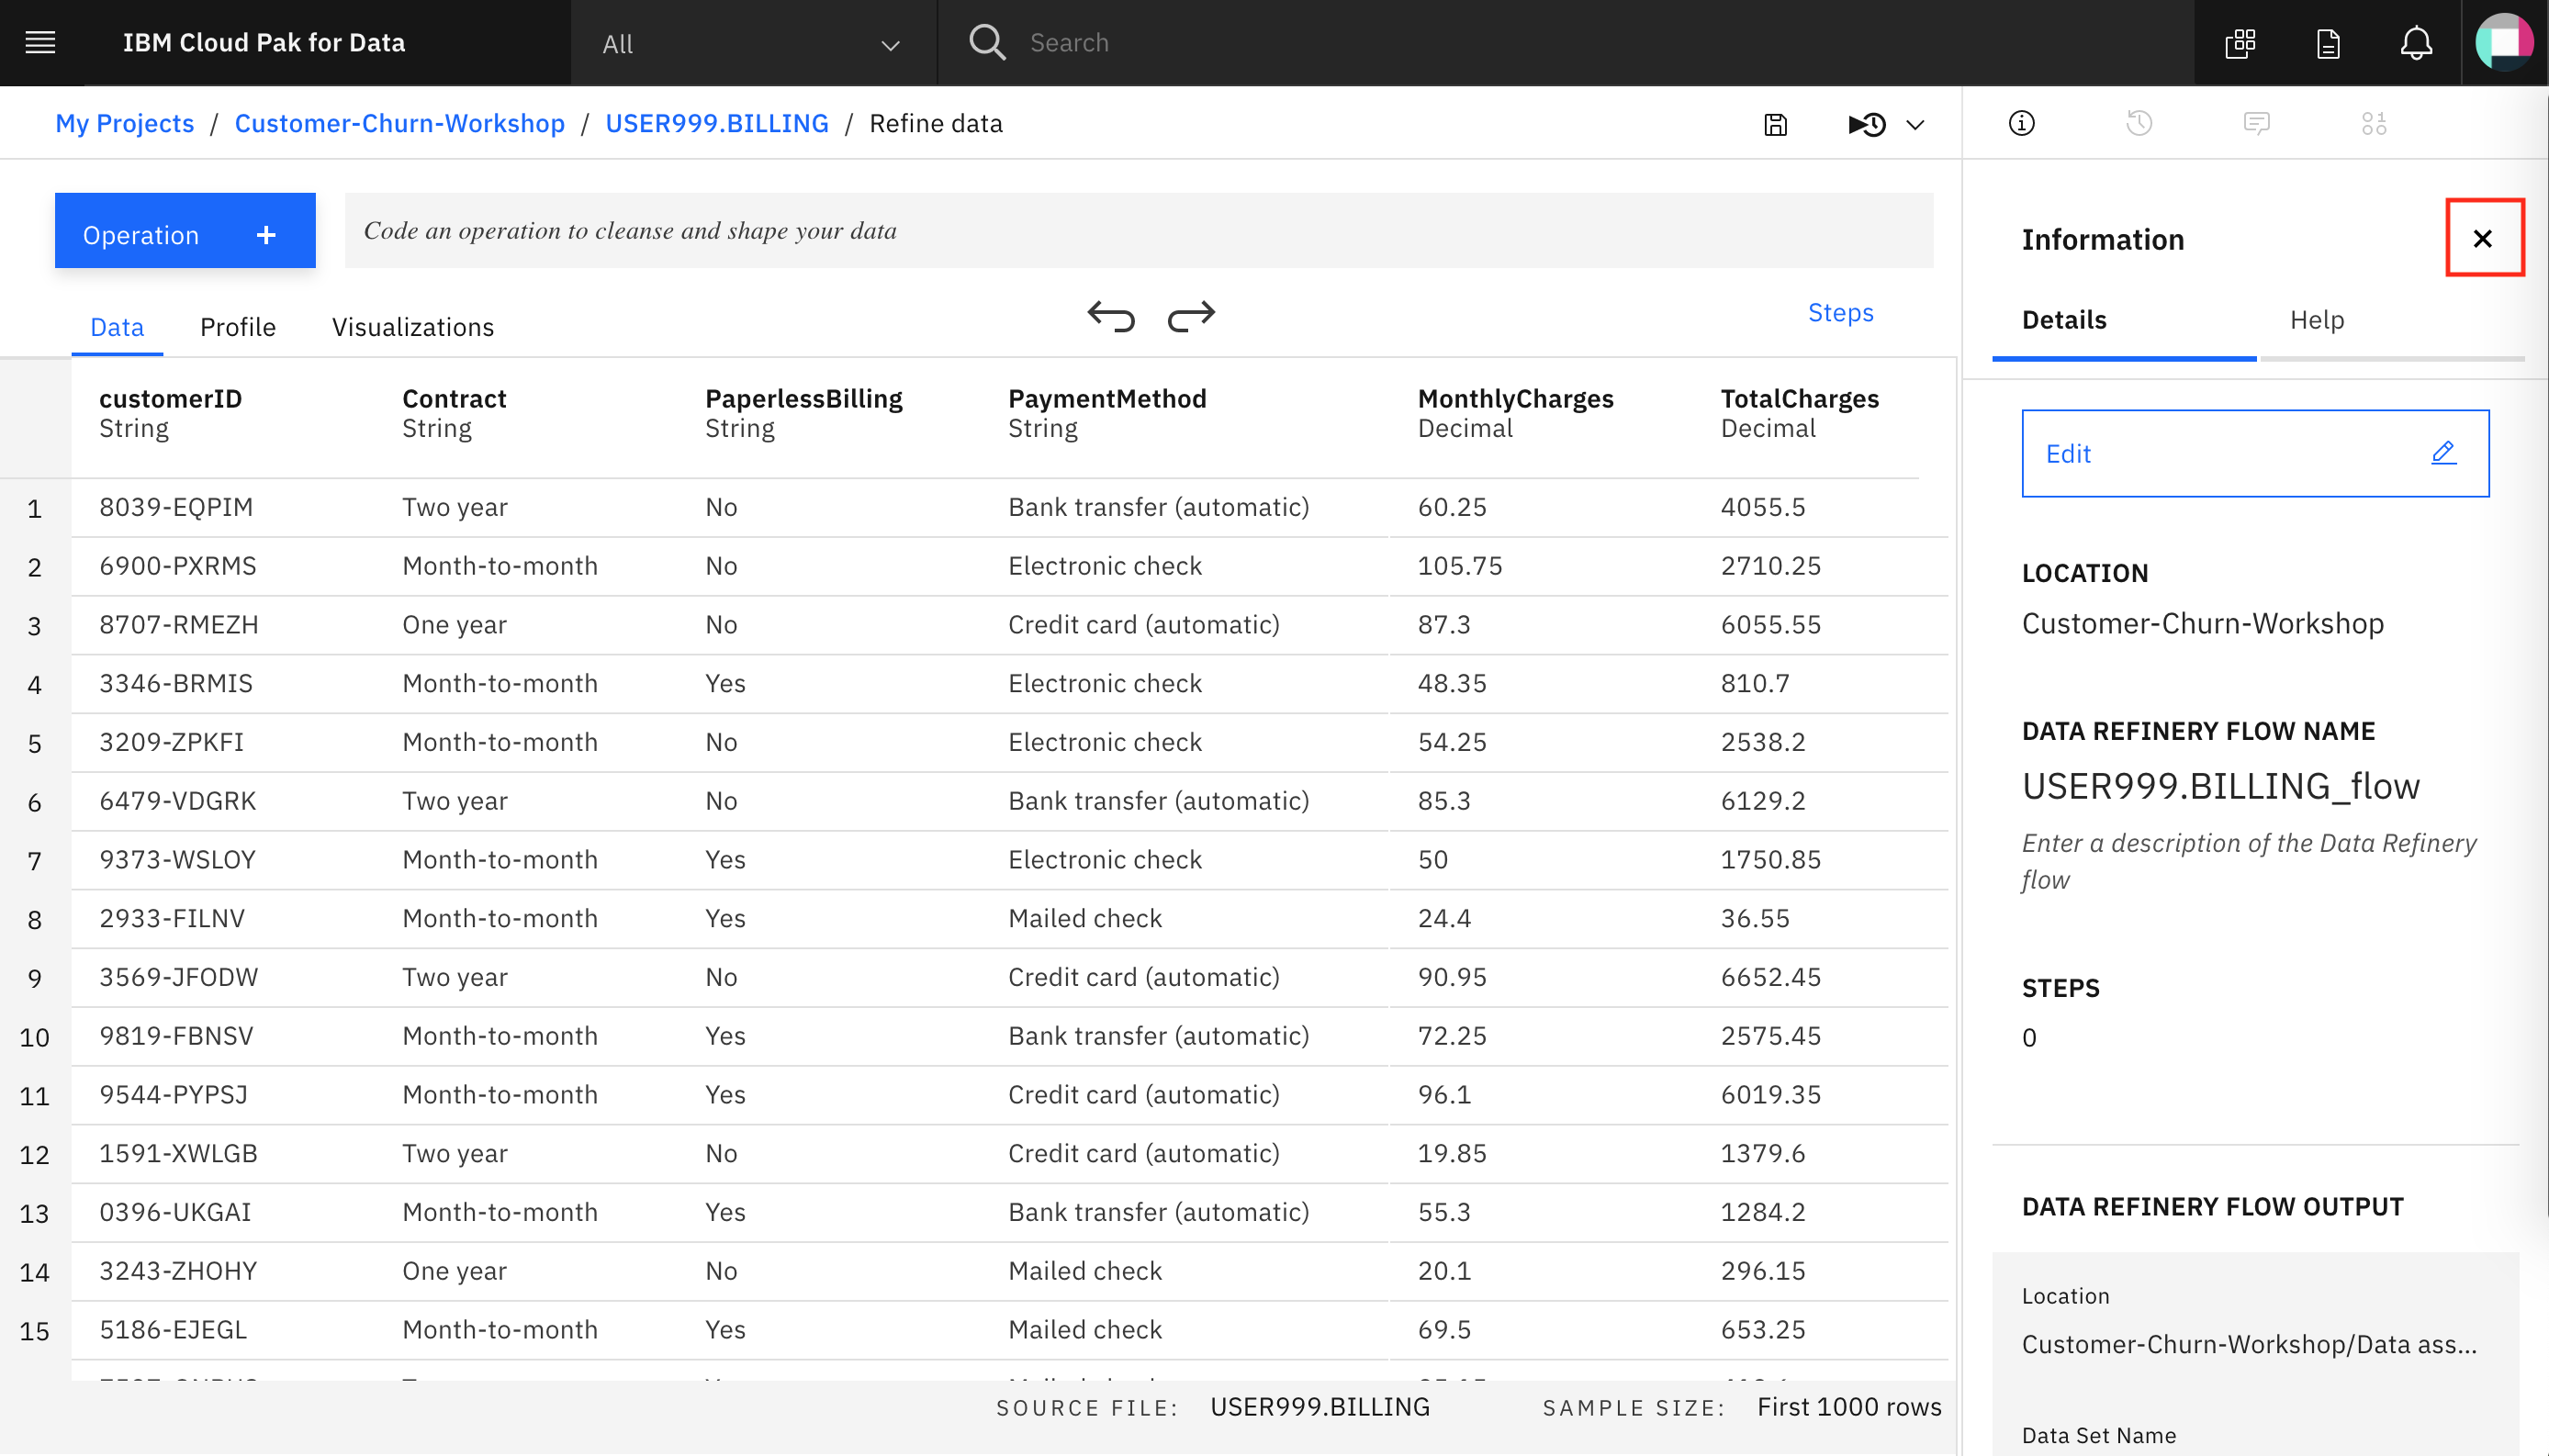 IBM Cloud Pak for Data
All
Search
My Projects / Customer-Churn-Workshop / USER999.BILLING / Refine data
Operation +
Code an operation to cleanse and shape your data
Data Profile Visualizations
Steps
customerID Contract PaperlessBilling PaymentMethod MonthlyCharges TotalCharges
String String String String Decimal Decimal
1 8039-EQPIM Two year No Bank transfer (automatic) 60.25 4055.5
2 6900-PXRMS Month-to-month No Electronic check 105.75 2710.25
3 8707-RMEZH One year No Credit card (automatic) 87.3 6055.55
4 3346-BRMIS Month-to-month Yes Electronic check 48.35 810.7
5 3209-ZPKFI Month-to-month No Electronic check 54.25 2538.2
6 6479-VDGRK Two year No Bank transfer (automatic) 85.3 6129.2
7 9373-WSLOY Month-to-month Yes Electronic check 50 1750.85
8 2933-FILNV Month-to-month Yes Mailed check 24.4 36.55
9 3569-JFODW Two year No Credit card (automatic) 90.95 6652.45
10 9819-FBNSV Month-to-month Yes Bank transfer (automatic) 72.25 2575.45
11 9544-PYPSJ Month-to-month Yes Credit card (automatic) 96.1 6019.35
12 1591-XWLGB Two year No Credit card (automatic) 19.85 1379.6
13 0396-UKGAI Month-to-month Yes Bank transfer (automatic) 55.3 1284.2
14 3243-ZHOHY One year No Mailed check 20.1 296.15
15 5186-EJEGL Month-to-month Yes Mailed check 69.5 653.25
SOURCE FILE: USER999.BILLING SAMPLE SIZE: First 1000 rows
Information
Details Help
Edit
LOCATION
Customer-Churn-Workshop
DATA REFINERY FLOW NAME
USER999.BILLING_flow
Enter a description of the Data Refinery
flow
STEPS
0
DATA REFINERY FLOW OUTPUT
Location
Customer-Churn-Workshop/Data ass...
Data Set Name